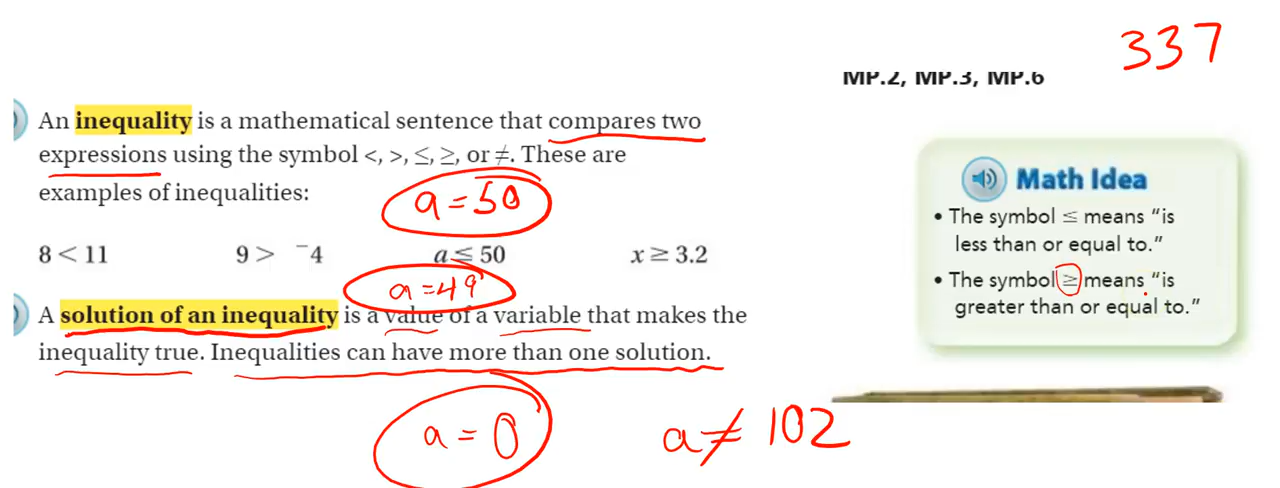 337
MP.2, MP.3, MP.6
An inequality is a mathematical sentence that compares two
expressions using the symbol <, >, ≤, ≥, or ≠. These are
examples of inequalities:
a = 50
8 < 11 9 > ⁻4 a ≤ 50 x ≥ 3.2
a = 49
A solution of an inequality is a value of a variable that makes the
inequality true. Inequalities can have more than one solution.
a = 0 a ≠ 102
Math Idea
• The symbol ≤ means “is
less than or equal to.”
• The symbol ≥ means “is
greater than or equal to.”